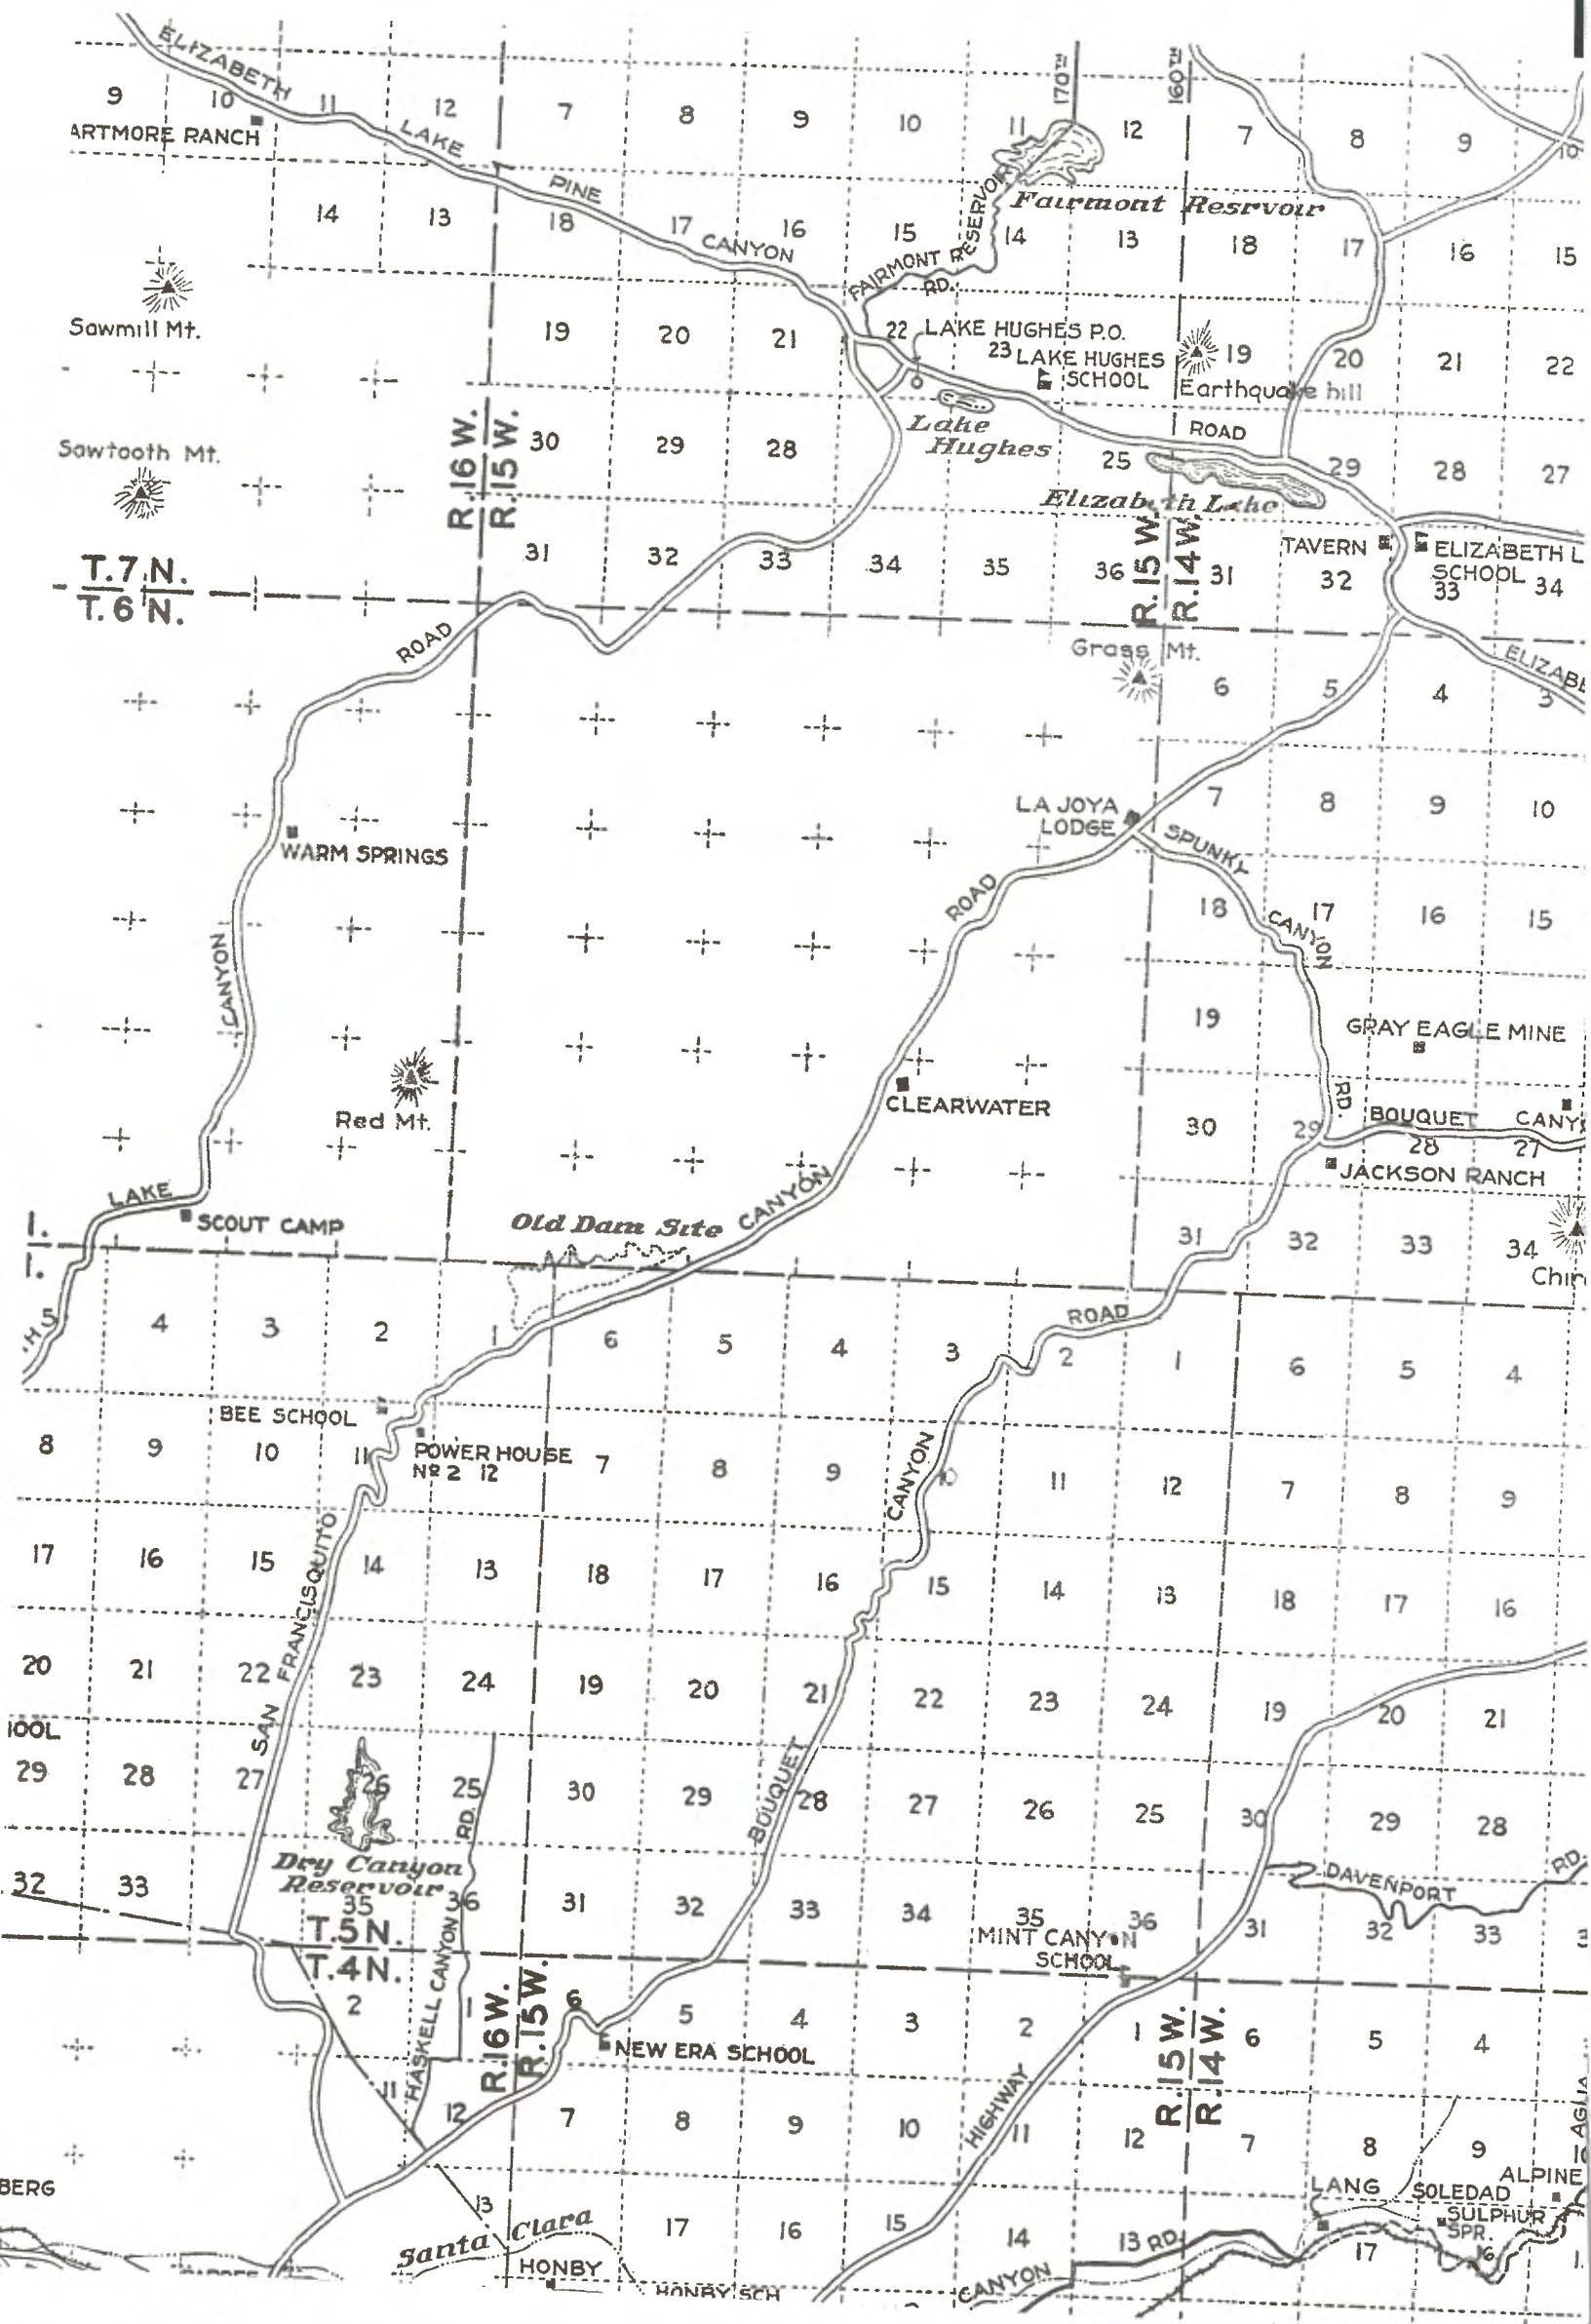 170TH
160TH
ELIZABETH
LAKE
PINE
CANYON
9 10 11 12 7 8 9 10 11 12 7 8 9 10
ARTMORE RANCH
14 13 18 17 16 15 14 13 18 17 16 15
FAIRMONT RESERVOIR
RD.
Fairmont Resrvoir
Sawmill Mt.
19 20 21 22 23 19 20 21 22
LAKE HUGHES P.O.
LAKE HUGHES
SCHOOL
Earthquake hill
Lake
Hughes
ROAD
Sawtooth Mt.
R.16 W.
R.15 W.
30 29 28 25 29 28 27
Elizabeth Lake
R.15 W.
R.14 W.
T.7 N.
T.6 N.
31 32 33 34 35 36 31 32 33 34
TAVERN
ELIZABETH L
SCHOOL
ROAD
Grass Mt.
ELIZABE
6 5 4 3
LA JOYA
LODGE
7 8 9 10
SPUNKY
CANYON
RD.
WARM SPRINGS
CANYON
ROAD
18 17 16 15
19
GRAY EAGLE MINE
Red Mt.
CLEARWATER
30 29 28 27
BOUQUET CANY
JACKSON RANCH
LAKE
SCOUT CAMP
Old Dam Site
CANYON
31 32 33 34
Chin
I.
I.
H
5 4 3 2 1 6 5 4 3 2 1 6 5 4
ROAD
BEE SCHOOL
POWER HOUSE
Nº 2
8 9 10 11 12 7 8 9 10 11 12 7 8 9
CANYON
17 16 15 14 13 18 17 16 15 14 13 18 17 16
SAN FRANCISQUITO
20 21 22 23 24 19 20 21 22 23 24 19 20 21
IOOL
29 28 27 26 25 30 29 28 27 26 25 30 29 28
BOUQUET
RD.
Dry Canyon
Reservoir
DAVENPORT
RD.
32 33 35 36 31 32 33 34 35 36 31 32 33
T.5 N.
T.4 N.
HASKELL CANYON
MINT CANYON
SCHOOL
R.16 W.
R.15 W.
R.15 W.
R.14 W.
2 1 6 5 4 3 2 1 6 5 4
NEW ERA SCHOOL
HIGHWAY
11 12 7 8 9 10 11 12 7 8 9
AGUA
BERG
LANG
SOLEDAD
ALPINE
SULPHUR
SPR.
13 17 16 15 14 13 17 16
RD.
Santa Clara
HONBY
HONBY SCH
CANYON